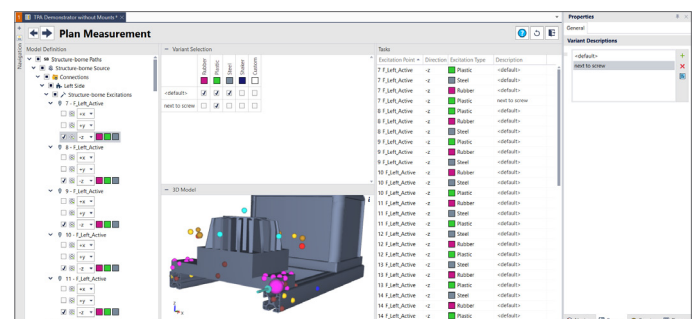 TPA Demonstrator without Mounts*
Plan Measurement
Navigation
Model Definition
Structure-borne Paths
Structure-borne Source
Connections
Left Side
Structure-borne Excitations
7 - F_Left_Active
+x
+y
-z
8 - F_Left_Active
+x
+y
-z
9 - F_Left_Active
+x
+y
-z
10 - F_Left_Active
+x
+y
-z
11 - F_Left_Active
+x
+y
-z
Variant Selection
Rubber
Plastic
Steel
Shaker
Custom
<default>
next to screw
3D Model
i
Tasks
Excitation Point Direction Excitation Type Description
7 F_Left_Active -z Plastic <default>
7 F_Left_Active -z Steel <default>
7 F_Left_Active -z Rubber <default>
7 F_Left_Active -z Plastic next to screw
8 F_Left_Active -z Plastic <default>
8 F_Left_Active -z Rubber <default>
8 F_Left_Active -z Steel <default>
9 F_Left_Active -z Plastic <default>
9 F_Left_Active -z Rubber <default>
9 F_Left_Active -z Steel <default>
10 F_Left_Active -z Rubber <default>
10 F_Left_Active -z Steel <default>
10 F_Left_Active -z Plastic <default>
11 F_Left_Active -z Rubber <default>
11 F_Left_Active -z Steel <default>
11 F_Left_Active -z Plastic <default>
12 F_Left_Active -z Steel <default>
12 F_Left_Active -z Rubber <default>
12 F_Left_Active -z Plastic <default>
13 F_Left_Active -z Steel <default>
13 F_Left_Active -z Rubber <default>
13 F_Left_Active -z Plastic <default>
14 F_Left_Active -z Steel <default>
14 F_Left_Active -z Rubber <default>
14 F_Left_Active -z Plastic <default>
Properties
General
Variant Descriptions
<default>
next to screw